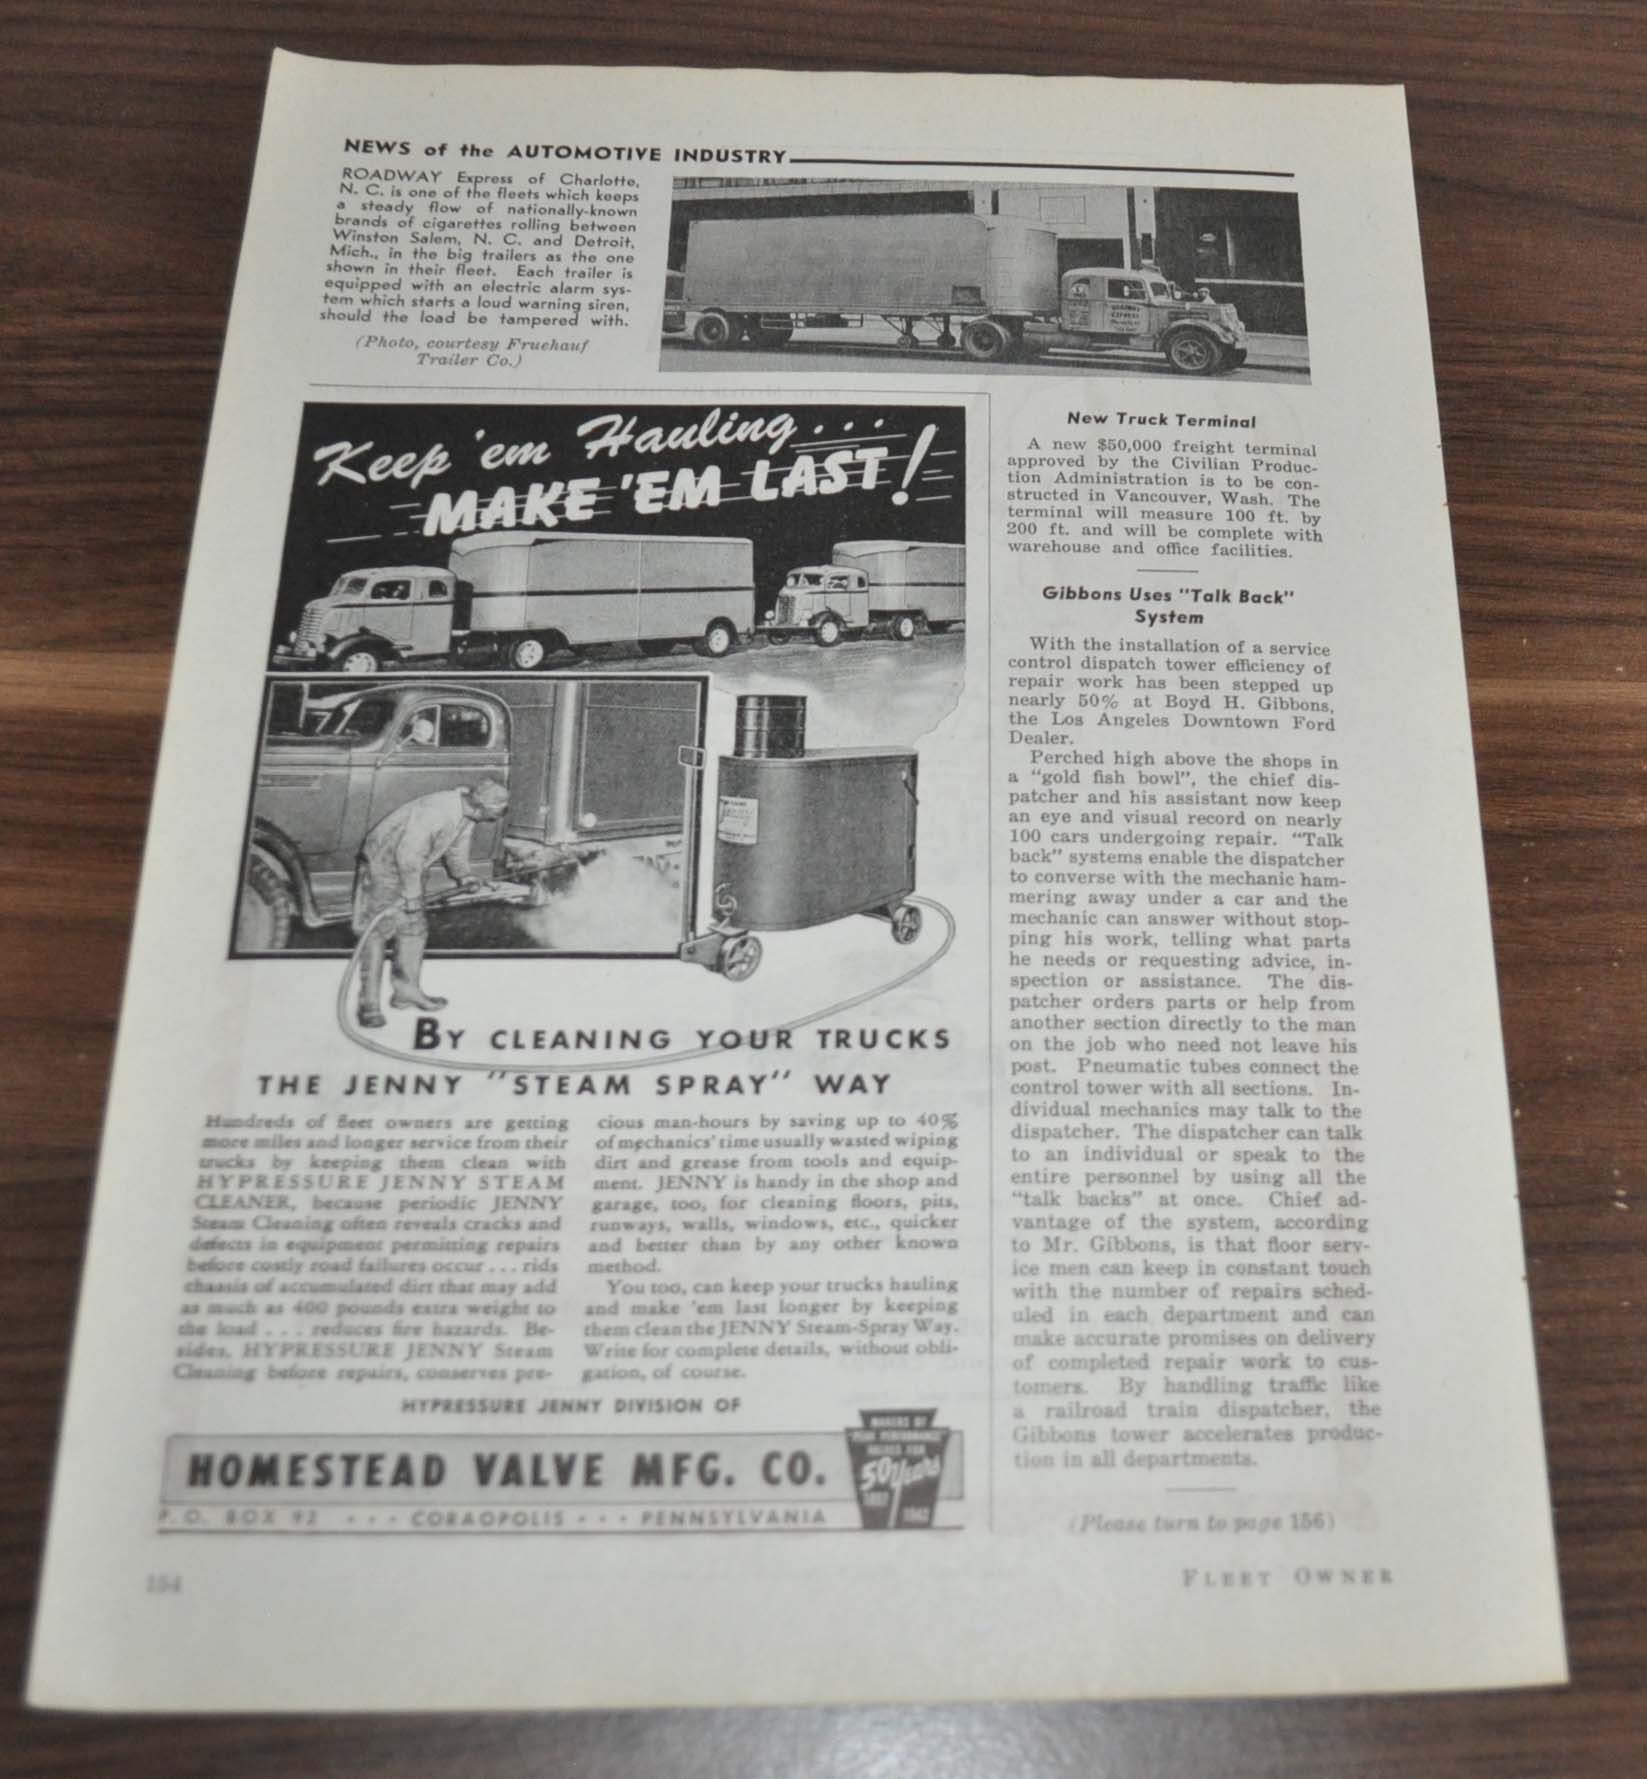 NEWS of the AUTOMOTIVE INDUSTRY
ROADWAY Express of Charlotte,
N. C. is one of the fleets which keeps
a steady flow of nationally-known
brands of cigarettes rolling between
Winston Salem, N. C. and Detroit,
Mich., in the big trailers as the one
shown in their fleet. Each trailer is
equipped with an electric alarm sys-
tem which starts a loud warning siren,
should the load be tampered with.
(Photo, courtesy Fruehauf
Trailer Co.)
Keep 'em Hauling...
MAKE 'EM LAST!
BY CLEANING YOUR TRUCKS
THE JENNY "STEAM SPRAY" WAY
Hundreds of fleet owners are getting
more miles and longer service from their
trucks by keeping them clean with
HYPRESSURE JENNY STEAM
CLEANER, because periodic JENNY
Steam Cleaning often reveals cracks and
defects in equipment permitting repairs
before costly road failures occur . . . rids
chassis of accumulated dirt that may add
as much as 400 pounds extra weight to
the load . . . reduces fire hazards. Be-
sides, HYPRESSURE JENNY Steam
Cleaning before repairs, conserves pre-
cious man-hours by saving up to 40%
of mechanics' time usually wasted wiping
dirt and grease from tools and equip-
ment. JENNY is handy in the shop and
garage, too, for cleaning floors, pits,
runways, walls, windows, etc., quicker
and better than by any other known
method.
You too, can keep your trucks hauling
and make 'em last longer by keeping
them clean the JENNY Steam-Spray Way.
Write for complete details, without obli-
gation, of course.
HYPRESSURE JENNY DIVISION OF
HOMESTEAD VALVE MFG. CO.
P. O. BOX 92 • • • CORAOPOLIS • • • PENNSYLVANIA
MAKERS OF
PEAK PERFORMANCE
VALVES FOR
50 Years
1892
1942
New Truck Terminal
A new $50,000 freight terminal
approved by the Civilian Produc-
tion Administration is to be con-
structed in Vancouver, Wash. The
terminal will measure 100 ft. by
200 ft. and will be complete with
warehouse and office facilities.
Gibbons Uses "Talk Back"
System
With the installation of a service
control dispatch tower efficiency of
repair work has been stepped up
nearly 50% at Boyd H. Gibbons,
the Los Angeles Downtown Ford
Dealer.
Perched high above the shops in
a "gold fish bowl", the chief dis-
patcher and his assistant now keep
an eye and visual record on nearly
100 cars undergoing repair. "Talk
back" systems enable the dispatcher
to converse with the mechanic ham-
mering away under a car and the
mechanic can answer without stop-
ping his work, telling what parts
he needs or requesting advice, in-
spection or assistance. The dis-
patcher orders parts or help from
another section directly to the man
on the job who need not leave his
post. Pneumatic tubes connect the
control tower with all sections. In-
dividual mechanics may talk to the
dispatcher. The dispatcher can talk
to an individual or speak to the
entire personnel by using all the
"talk backs" at once. Chief ad-
vantage of the system, according
to Mr. Gibbons, is that floor serv-
ice men can keep in constant touch
with the number of repairs sched-
uled in each department and can
make accurate promises on delivery
of completed repair work to cus-
tomers. By handling traffic like
a railroad train dispatcher, the
Gibbons tower accelerates produc-
tion in all departments.
(Please turn to page 156)
154
FLEET OWNER